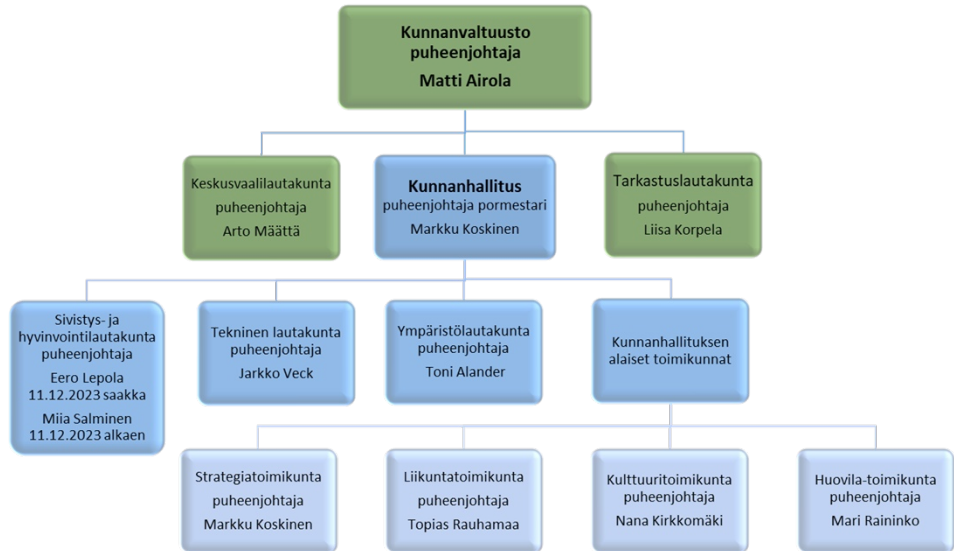 Kunnanvaltuusto
puheenjohtaja
Matti Airola
Keskusvaalilautakunta
puheenjohtaja
Arto Määttä
Kunnanhallitus
puheenjohtaja pormestari
Markku Koskinen
Tarkastuslautakunta
puheenjohtaja
Liisa Korpela
Sivistys- ja
hyvinvointilautakunta
puheenjohtaja
Eero Lepola
11.12.2023 saakka
Miia Salminen
11.12.2023 alkaen
Tekninen lautakunta
puheenjohtaja
Jarkko Veck
Ympäristölautakunta
puheenjohtaja
Toni Alander
Kunnanhallituksen
alaiset toimikunnat
Strategiatoimikunta
puheenjohtaja
Markku Koskinen
Liikuntatoimikunta
puheenjohtaja
Topias Rauhamaa
Kulttuuritoimikunta
puheenjohtaja
Nana Kirkkomäki
Huovila-toimikunta
puheenjohtaja
Mari Raininko